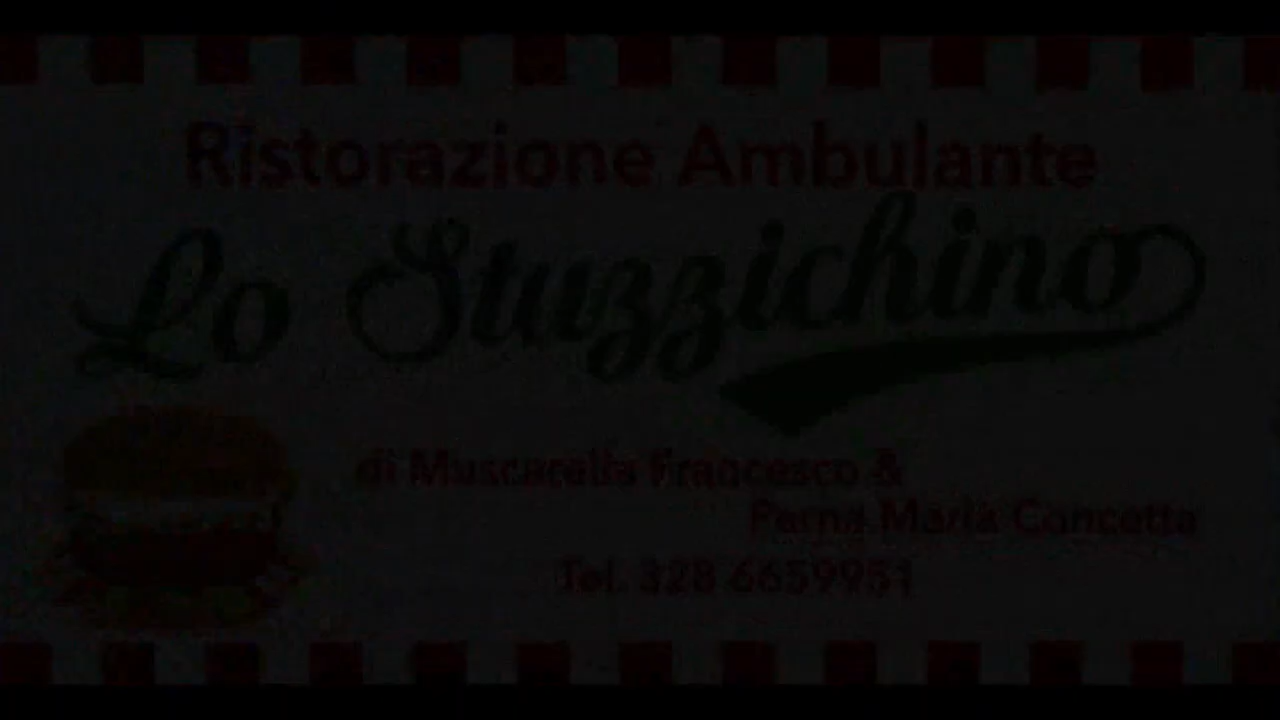 Ristorazione Ambulante
Lo Stuzzichino
di Muscarella Francesco &
Perna Maria Concetta
Tel. 328 6659951